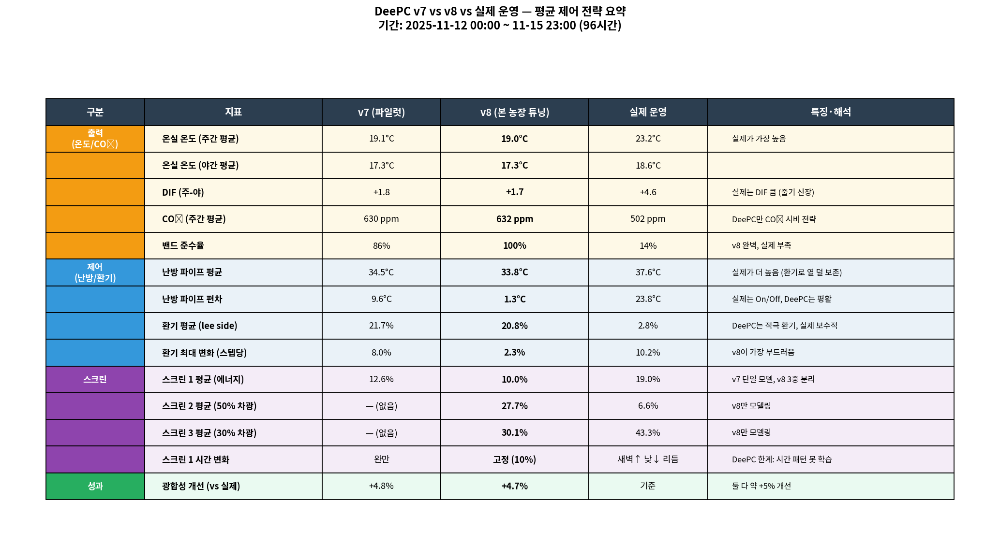 DeePC v7 vs v8 vs 실제 운영 — 평균 제어 전략 요약
기간: 2025-11-12 00:00 ~ 11-15 23:00 (96시간)
구분 지표 v7 (파일럿) v8 (본 농장 튜닝) 실제 운영 특징·해석
출력
(온도/CO▯)
온실 온도 (주간 평균) 19.1°C 19.0°C 23.2°C 실제가 가장 높음
온실 온도 (야간 평균) 17.3°C 17.3°C 18.6°C
DIF (주-야) +1.8 +1.7 +4.6 실제는 DIF 큼 (줄기 신장)
CO▯ (주간 평균) 630 ppm 632 ppm 502 ppm DeePC만 CO▯ 시비 전략
밴드 준수율 86% 100% 14% v8 완벽, 실제 부족
제어
(난방/환기)
난방 파이프 평균 34.5°C 33.8°C 37.6°C 실제가 더 높음 (환기로 열 덜 보존)
난방 파이프 편차 9.6°C 1.3°C 23.8°C 실제는 On/Off, DeePC는 평활
환기 평균 (lee side) 21.7% 20.8% 2.8% DeePC는 적극 환기, 실제 보수적
환기 최대 변화 (스텝당) 8.0% 2.3% 10.2% v8이 가장 부드러움
스크린 스크린 1 평균 (에너지) 12.6% 10.0% 19.0% v7 단일 모델, v8 3중 분리
스크린 2 평균 (50% 차광) — (없음) 27.7% 6.6% v8만 모델링
스크린 3 평균 (30% 차광) — (없음) 30.1% 43.3% v8만 모델링
스크린 1 시간 변화 완만 고정 (10%) 새벽↑ 낮↓ 리듬 DeePC 한계: 시간 패턴 못 학습
성과 광합성 개선 (vs 실제) +4.8% +4.7% 기준 둘 다 약 +5% 개선